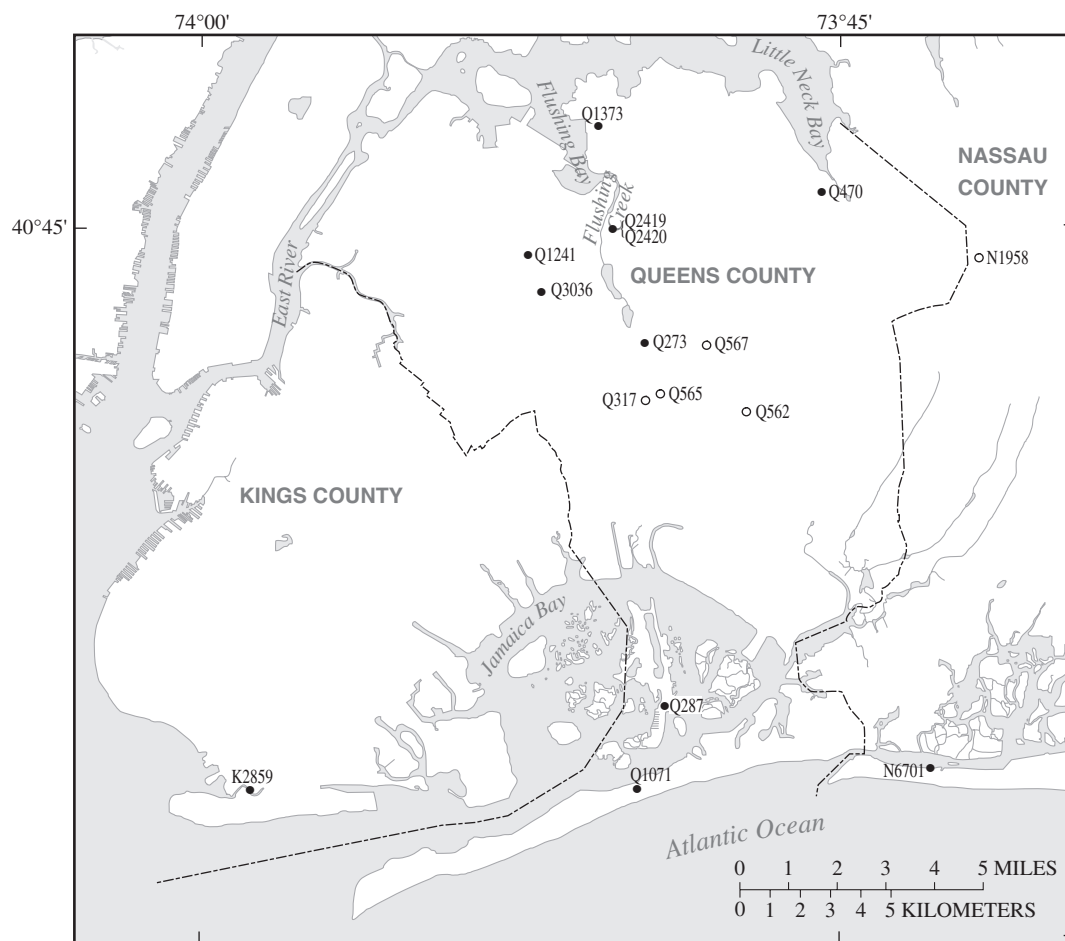 74°00'
73°45'
Little Neck Bay
Flushing Bay
Q1373
NASSAU
COUNTY
Q470
Flushing
Creek
40°45'
Q2419
Q2420
Q1241
N1958
QUEENS COUNTY
East River
Q3036
Q273
Q567
Q317
Q565
Q562
KINGS COUNTY
Jamaica Bay
Q287
K2859
Q1071
N6701
Atlantic Ocean
0 1 2 3 4 5 MILES
0 1 2 3 4 5 KILOMETERS